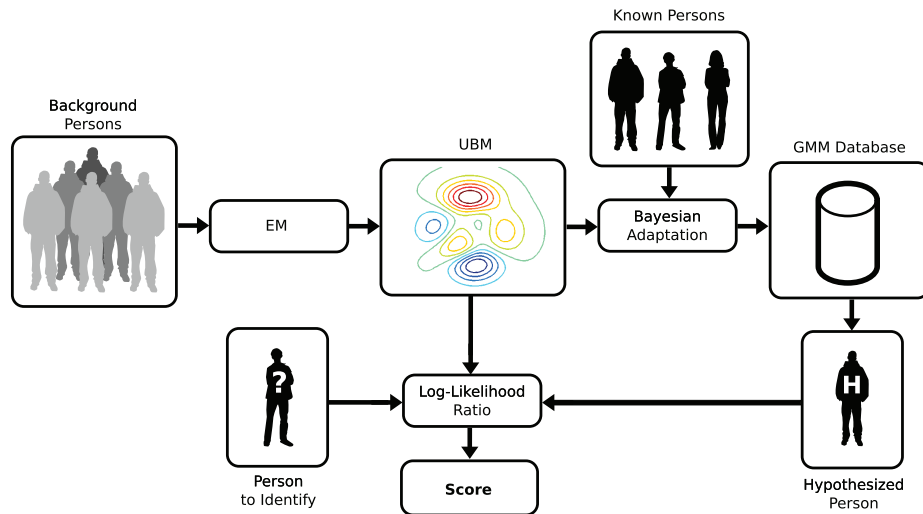 Known Persons
Background
Persons
UBM
GMM Database
EM
Bayesian
Adaptation
?
H
Log-Likelihood
Ratio
Person
to Identify
Score
Hypothesized
Person